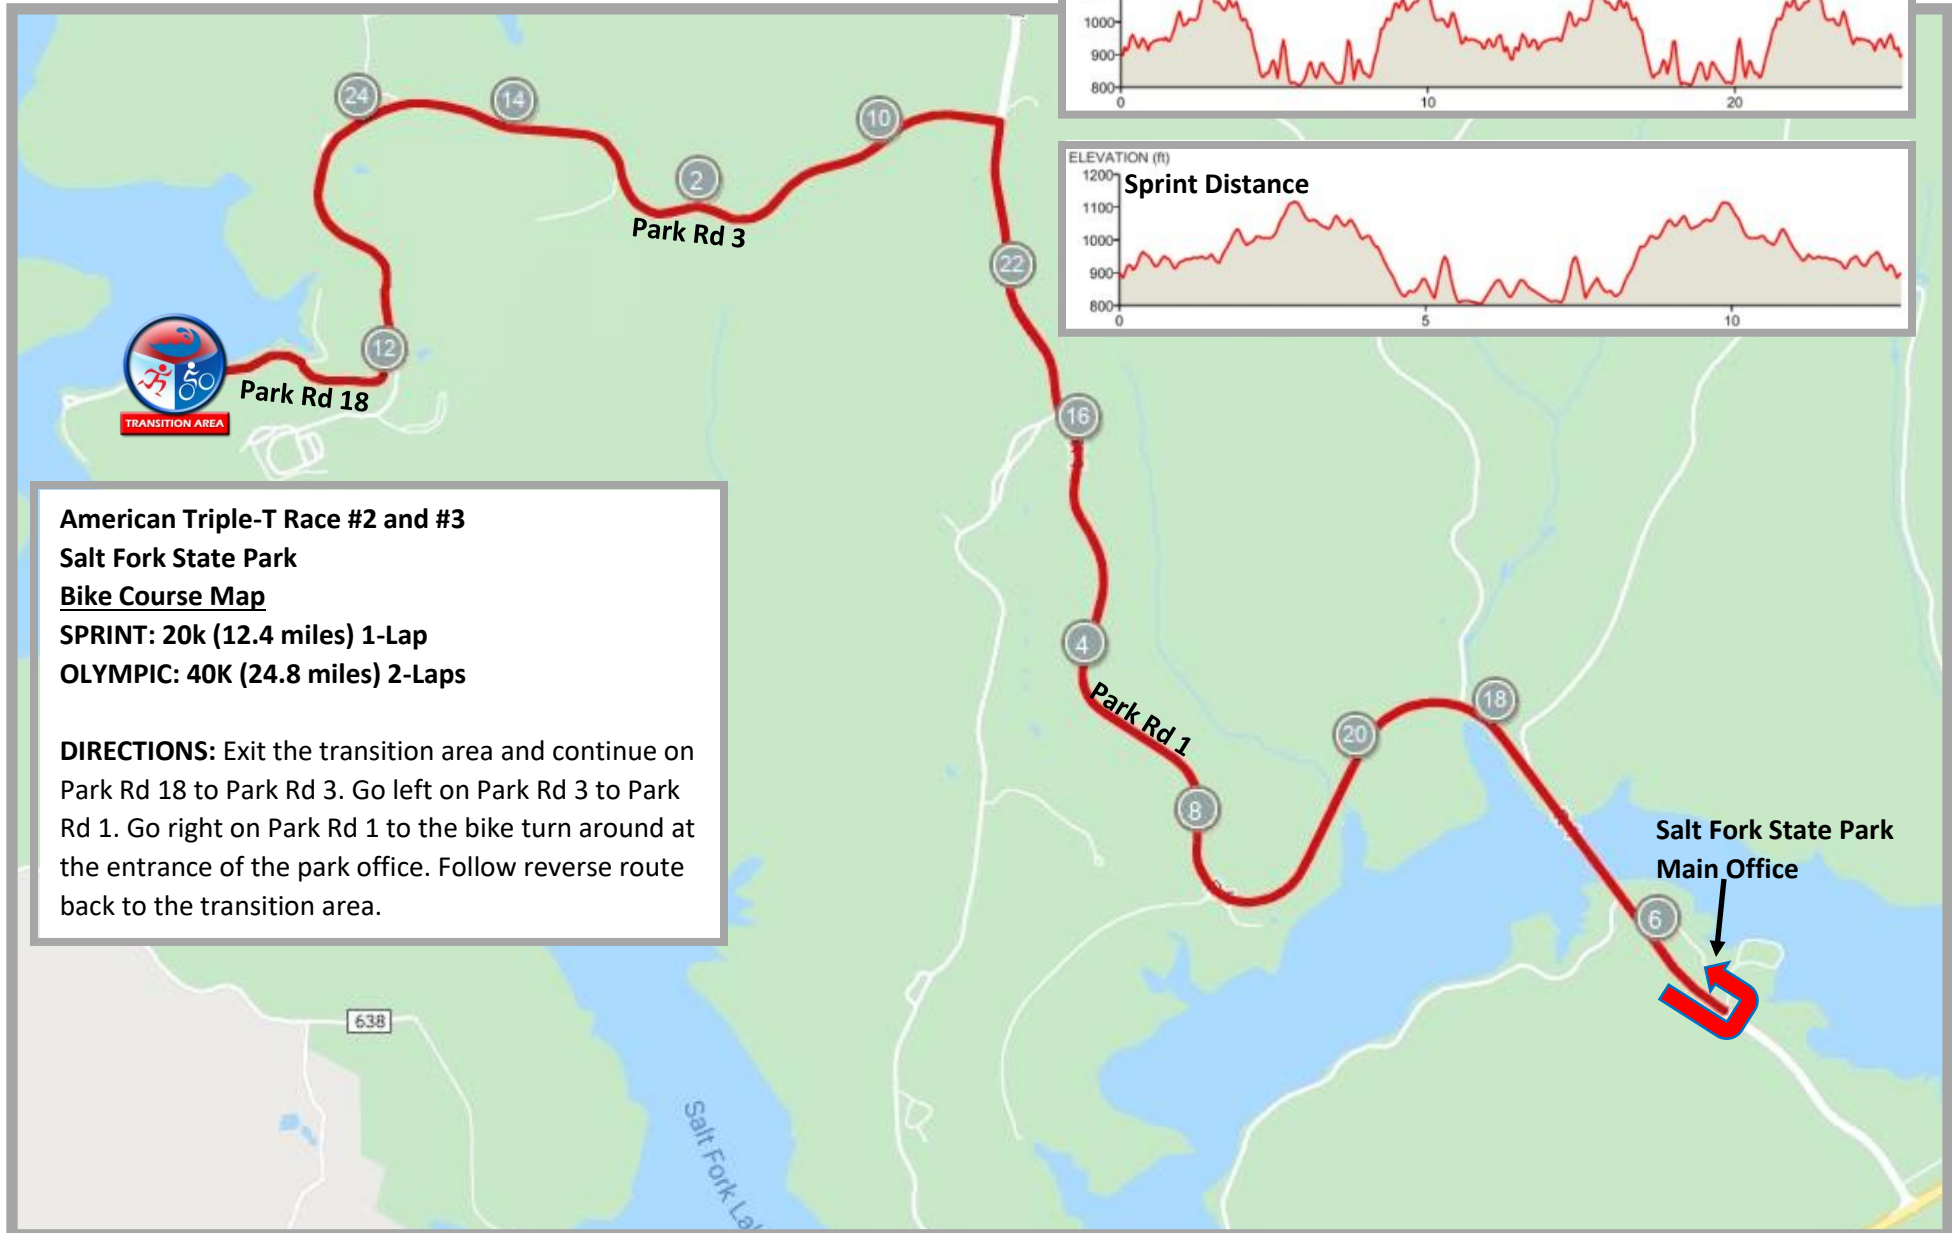 1000
900
800
0
10
20
ELEVATION (ft)
Sprint Distance
1200
1100
1000
900
800
0
5
10
24
14
2
10
Park Rd 3
22
12
Park Rd 18
TRANSITION AREA
16
4
Park Rd 1
8
20
18
6
Salt Fork State Park
Main Office
American Triple-T Race #2 and #3
Salt Fork State Park
Bike Course Map
SPRINT: 20k (12.4 miles) 1-Lap
OLYMPIC: 40K (24.8 miles) 2-Laps
DIRECTIONS: Exit the transition area and continue on
Park Rd 18 to Park Rd 3. Go left on Park Rd 3 to Park
Rd 1. Go right on Park Rd 1 to the bike turn around at
the entrance of the park office. Follow reverse route
back to the transition area.
638
Salt Fork Lak